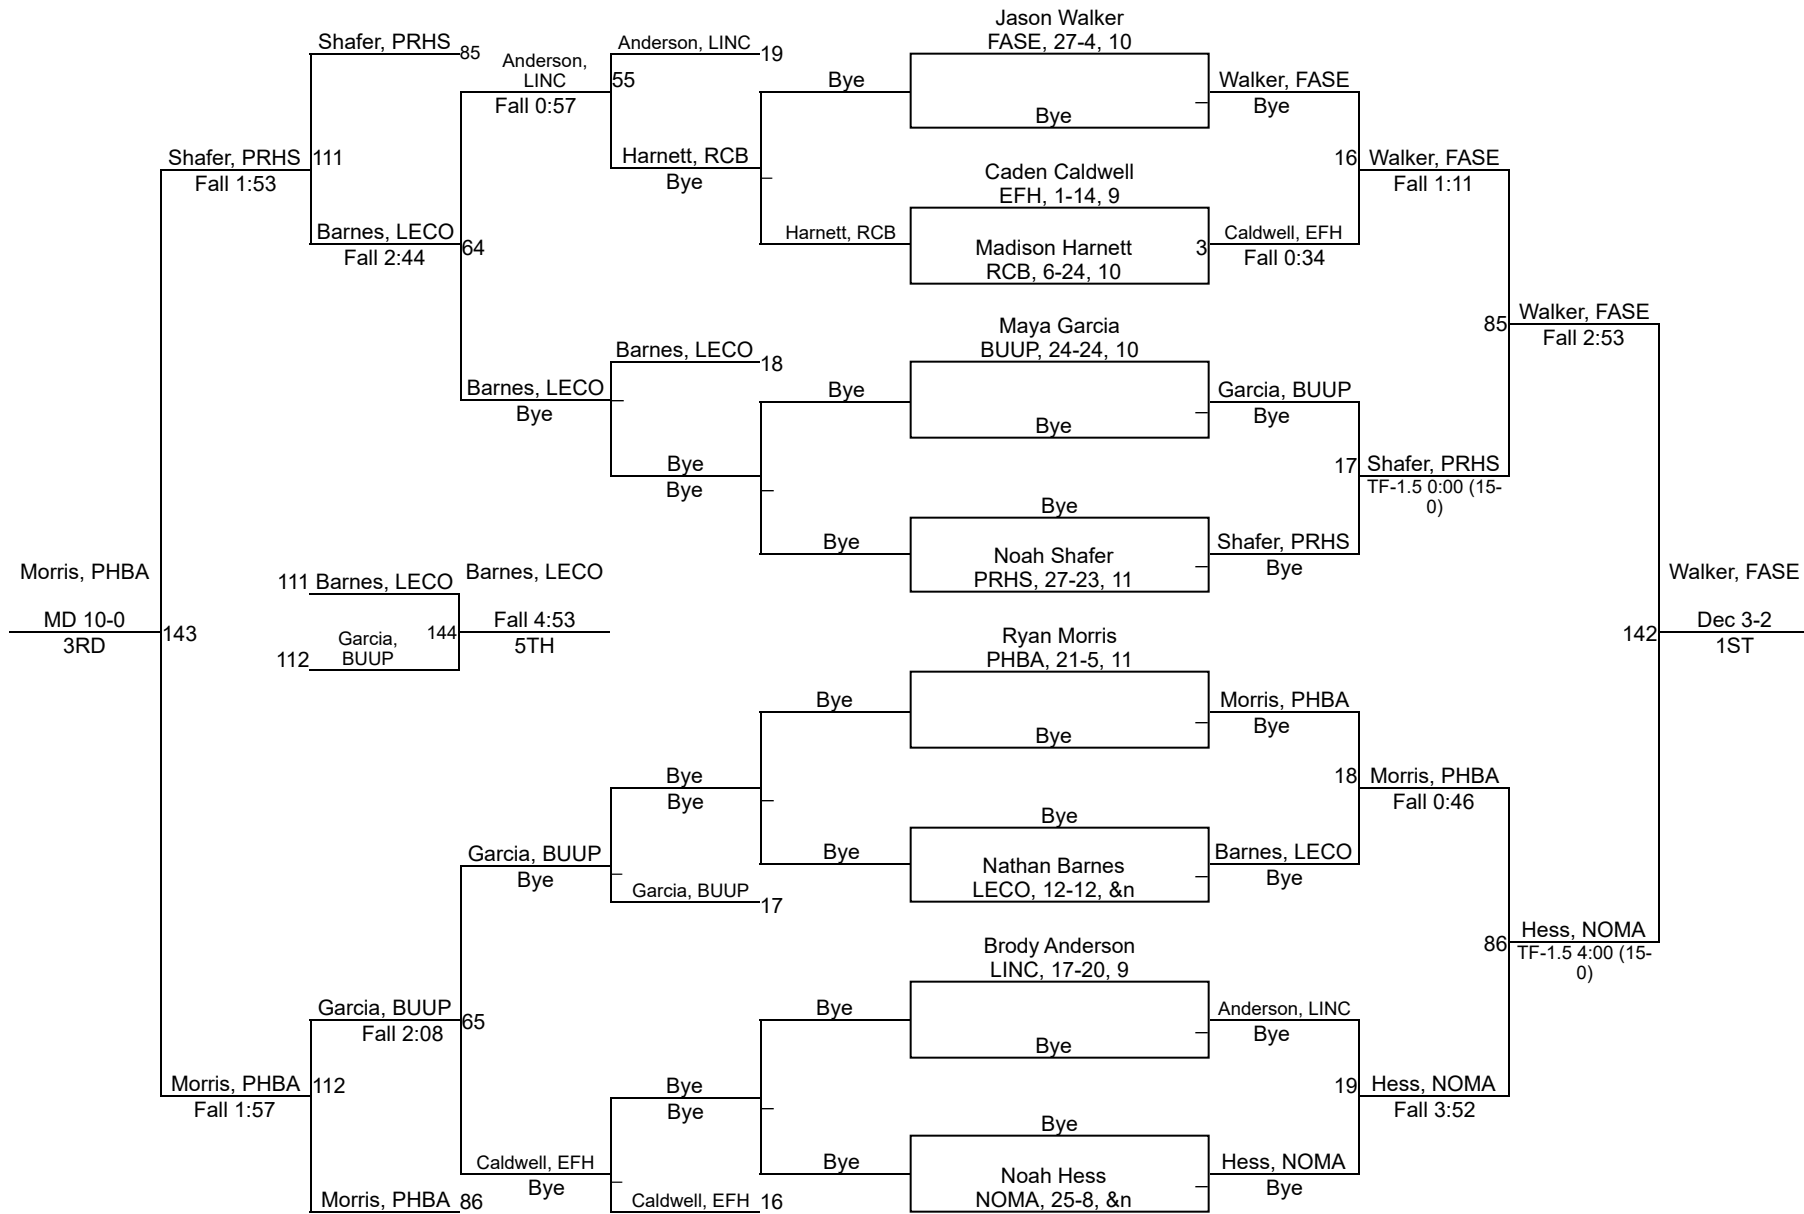 Jason Walker
FASE, 27-4, 10
Shafer, PRHS
85
Anderson,
LINC
Fall 0:57
Anderson, LINC
19
55
Bye
Bye
Walker, FASE
Bye
Shafer, PRHS
Fall 1:53
111
Harnett, RCB
Bye
Caden Caldwell
EFH, 1-14, 9
16
Walker, FASE
Fall 1:11
Barnes, LECO
Fall 2:44
64
Harnett, RCB
Madison Harnett
RCB, 6-24, 10
3
Caldwell, EFH
Fall 0:34
Maya Garcia
BUUP, 24-24, 10
85
Walker, FASE
Fall 2:53
Barnes, LECO
18
Barnes, LECO
Bye
Bye
Bye
Garcia, BUUP
Bye
Bye
Bye
17
Shafer, PRHS
TF-1.5 0:00 (15-
0)
Bye
Bye
Noah Shafer
PRHS, 27-23, 11
Shafer, PRHS
Bye
Morris, PHBA
MD 10-0
3RD
143
111
Barnes, LECO
Garcia,
BUUP
112
144
Barnes, LECO
Fall 4:53
5TH
Walker, FASE
142
Dec 3-2
1ST
Ryan Morris
PHBA, 21-5, 11
Bye
Bye
Morris, PHBA
Bye
Bye
Bye
18
Morris, PHBA
Fall 0:46
Bye
Garcia, BUUP
Bye
Bye
Nathan Barnes
LECO, 12-12, &n
Barnes, LECO
Bye
Garcia, BUUP
17
Brody Anderson
LINC, 17-20, 9
86
Hess, NOMA
TF-1.5 4:00 (15-
0)
Garcia, BUUP
Fall 2:08
65
Bye
Bye
Anderson, LINC
Bye
Morris, PHBA
Fall 1:57
112
Bye
Bye
19
Hess, NOMA
Fall 3:52
Bye
Caldwell, EFH
Bye
Bye
Noah Hess
NOMA, 25-8, &n
Hess, NOMA
Bye
Morris, PHBA
86
Caldwell, EFH
16